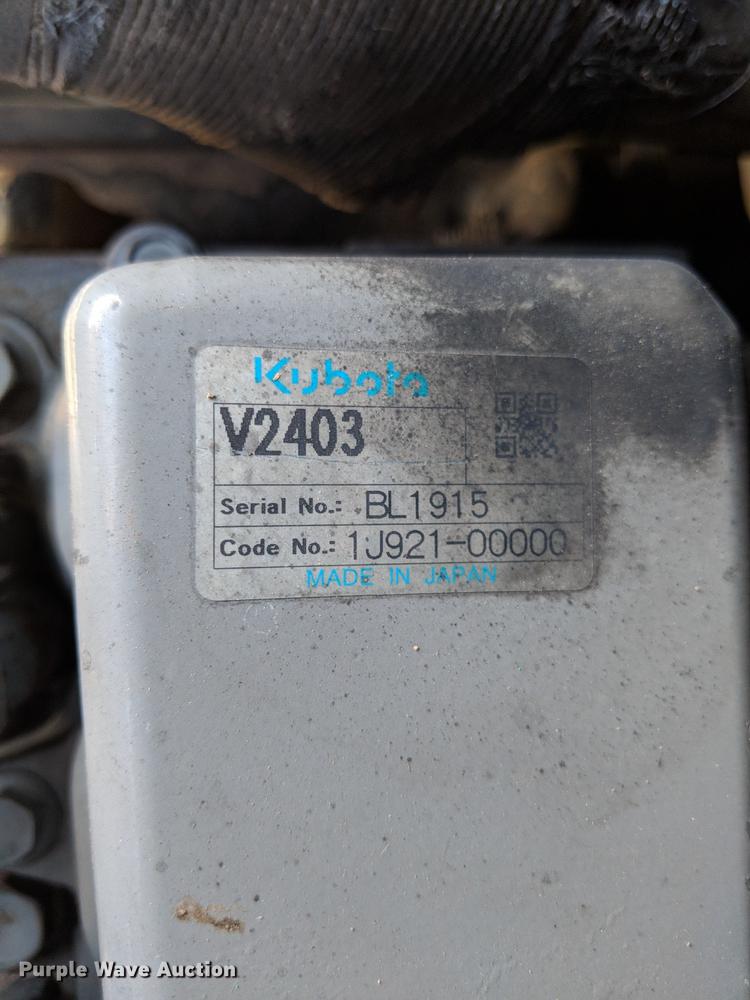 Kubota
V2403
Serial No.: BL1915
Code No.: 1J921-00000
MADE IN JAPAN
Purple Wave Auction